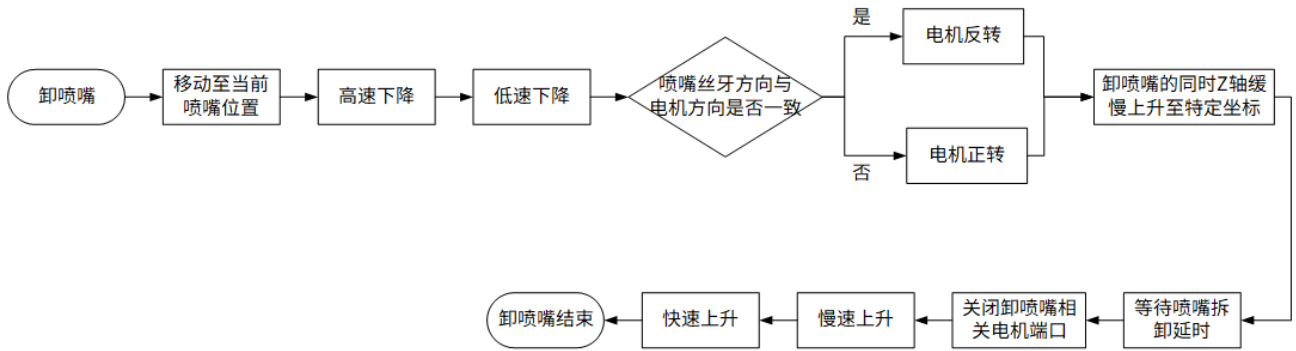 卸喷嘴
移动至当前
喷嘴位置
高速下降
低速下降
喷嘴丝牙方向与
电机方向是否一致
是
电机反转
否
电机正转
卸喷嘴的同时Z轴缓
慢上升至特定坐标
等待喷嘴拆
卸延时
关闭卸喷嘴相
关电机端口
慢速上升
快速上升
卸喷嘴结束